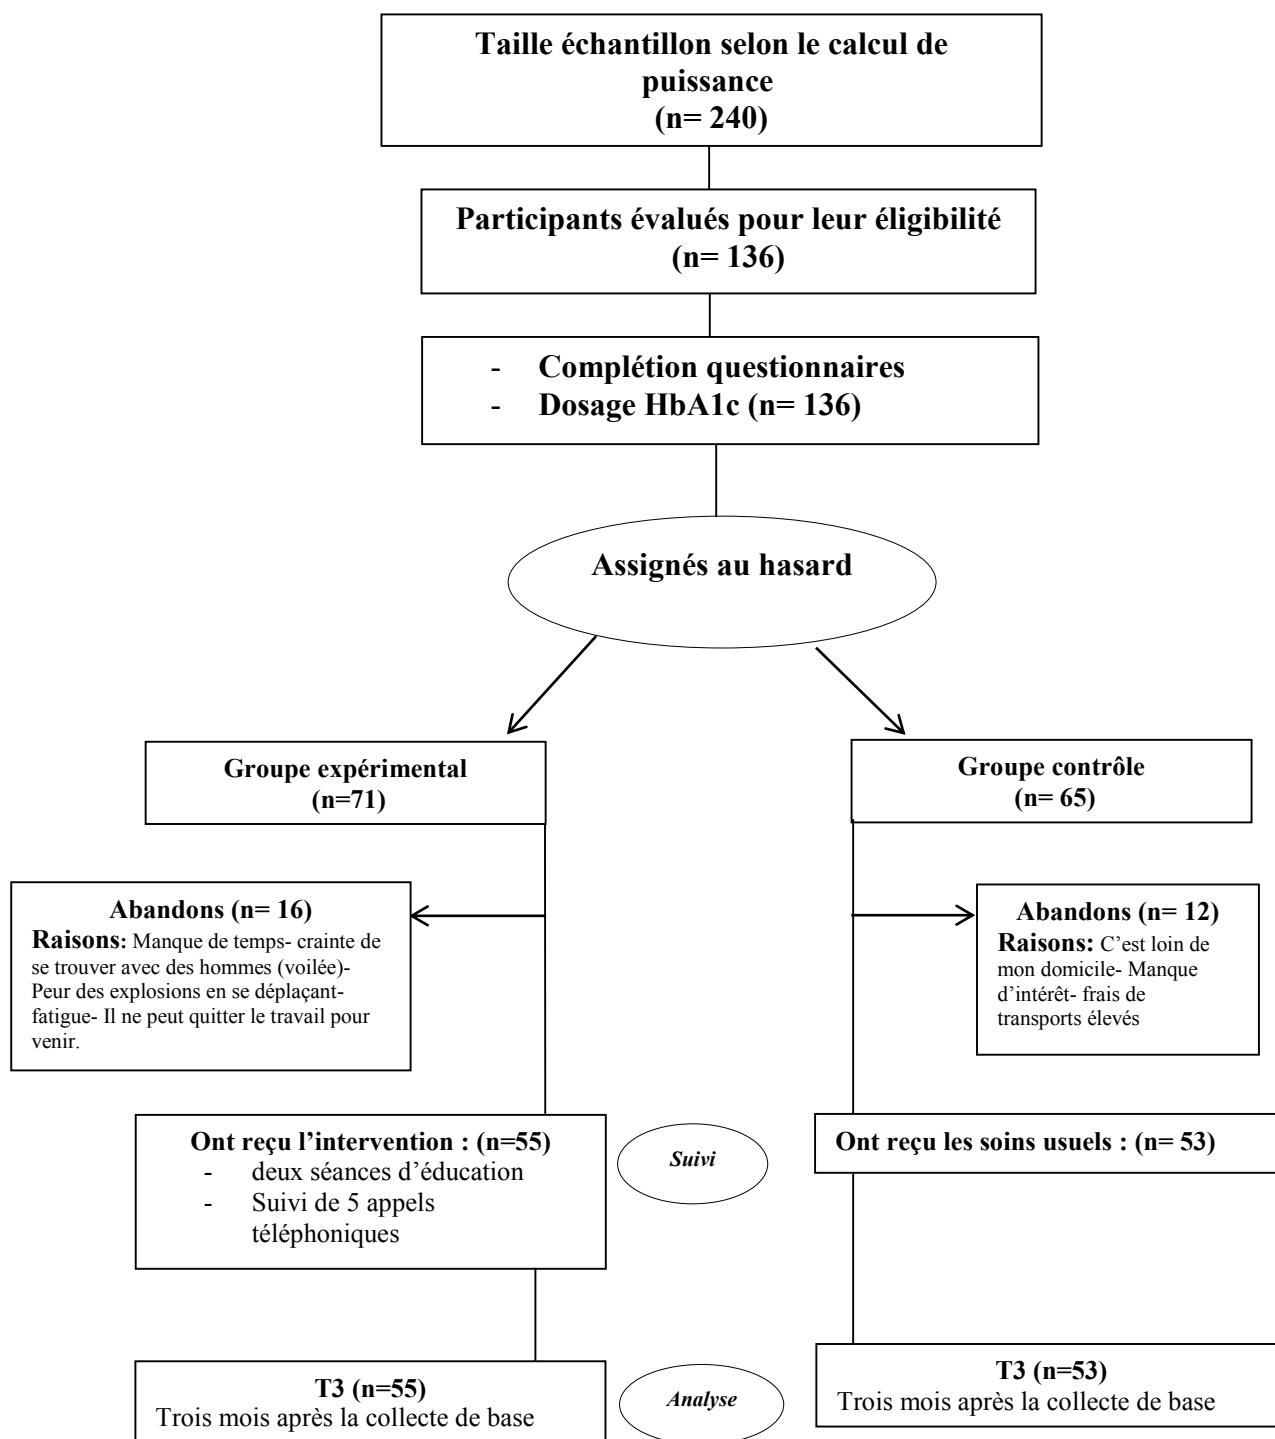 Taille échantillon selon le calcul de
puissance
(n= 240)
Participants évalués pour leur éligibilité
(n= 136)
- Complétion questionnaires
- Dosage HbA1c (n= 136)
Assignés au hasard
Groupe expérimental
(n=71)
Groupe contrôle
(n= 65)
Abandons (n= 16)
Raisons: Manque de temps- crainte de
se trouver avec des hommes (voilée)-
Peur des explosions en se déplaçant-
fatigue- Il ne peut quitter le travail pour
venir.
Abandons (n= 12)
Raisons: C’est loin de
mon domicile- Manque
d’intérêt- frais de
transports élevés
Ont reçu l’intervention : (n=55)
- deux séances d’éducation
- Suivi de 5 appels
téléphoniques
Suivi
Ont reçu les soins usuels : (n= 53)
T3 (n=55)
Trois mois après la collecte de base
Analyse
T3 (n=53)
Trois mois après la collecte de base